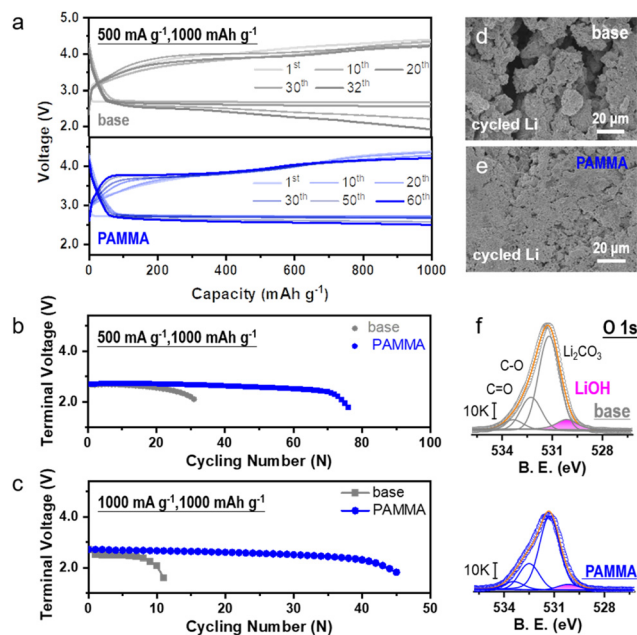 a
500 mA g⁻¹,1000 mAh g⁻¹
5.0
4.0
3.0
2.0
1ˢᵗ 10ᵗʰ 20ᵗʰ
30ᵗʰ 32ᵗʰ
base
Voltage (V)
4.0
3.0
2.0
1ˢᵗ 10ᵗʰ 20ᵗʰ
30ᵗʰ 50ᵗʰ 60ᵗʰ
PAMMA
0 200 400 600 800 1000
Capacity (mAh g⁻¹)
d
base
cycled Li
20 μm
e
PAMMA
cycled Li
20 μm
b
500 mA g⁻¹,1000 mAh g⁻¹
base
PAMMA
Terminal Voltage (V)
4.0
2.0
0 20 40 60 80 100
Cycling Number (N)
c
1000 mA g⁻¹,1000 mAh g⁻¹
base
PAMMA
Terminal Voltage (V)
4.0
2.0
0 10 20 30 40 50
Cycling Number (N)
f
O 1s
Li₂CO₃
C-O
C=O
LiOH
10K
base
534 531 528
B. E. (eV)
10K
PAMMA
534 531 528
B. E. (eV)